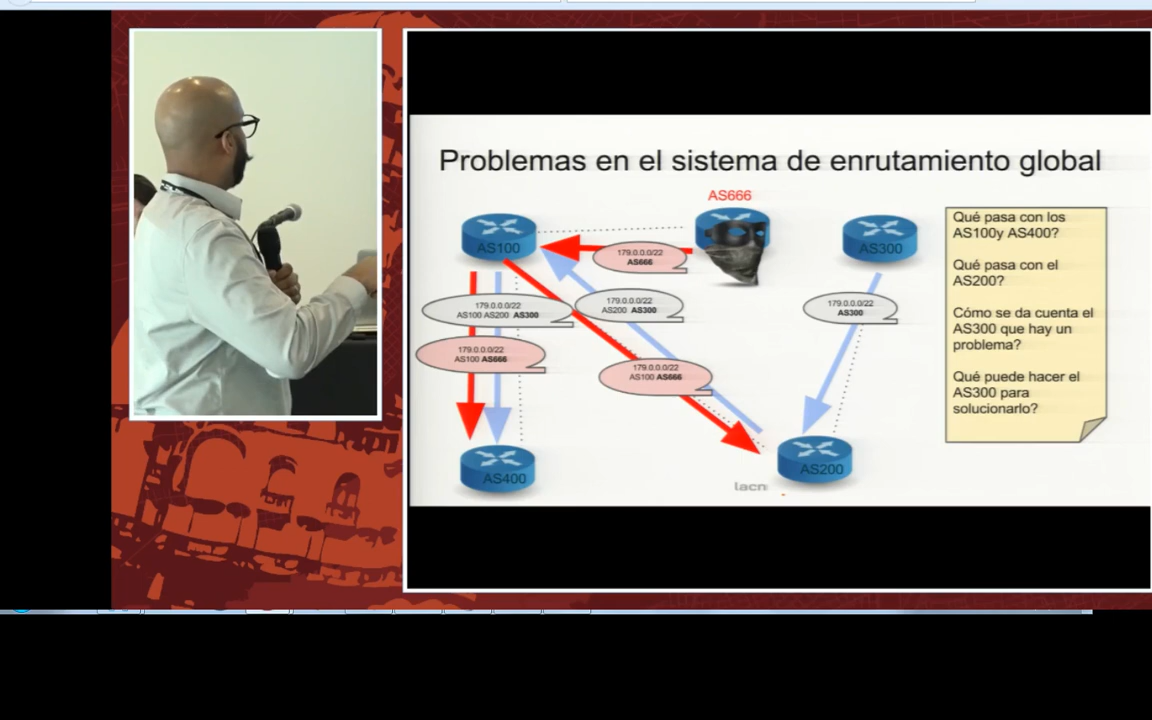 Problemas en el sistema de enrutamiento global
AS666
AS100
AS300
179.0.0.0/22
AS666
179.0.0.0/22
AS100 AS200 AS300
179.0.0.0/22
AS200 AS300
179.0.0.0/22
AS300
179.0.0.0/22
AS100 AS666
179.0.0.0/22
AS100 AS666
AS400
AS200
lacn
Qué pasa con los
AS100y AS400?
Qué pasa con el
AS200?
Cómo se da cuenta el
AS300 que hay un
problema?
Qué puede hacer el
AS300 para
solucionarlo?